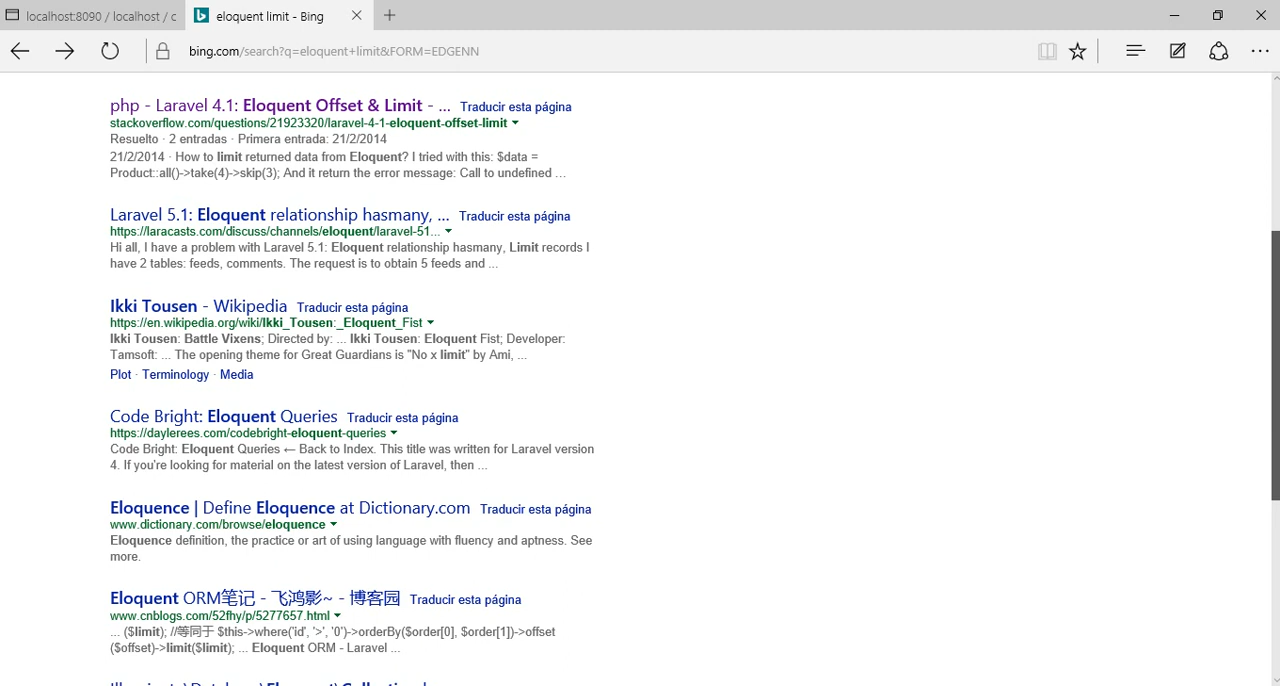 localhost:8090 / localhost / c
eloquent limit - Bing
bing.com/search?q=eloquent+limit&FORM=EDGENN
php - Laravel 4.1: Eloquent Offset & Limit - ... Traducir esta página
stackoverflow.com/questions/21923320/laravel-4-1-eloquent-offset-limit
Resuelto · 2 entradas · Primera entrada: 21/2/2014
21/2/2014 · How to limit returned data from Eloquent? I tried with this: $data =
Product::all()->take(4)->skip(3); And it return the error message: Call to undefined ...
Laravel 5.1: Eloquent relationship hasmany, ... Traducir esta página
https://laracasts.com/discuss/channels/eloquent/laravel-51...
Hi all, I have a problem with Laravel 5.1: Eloquent relationship hasmany, Limit records I
have 2 tables: feeds, comments. The request is to obtain 5 feeds and ...
Ikki Tousen - Wikipedia Traducir esta página
https://en.wikipedia.org/wiki/Ikki_Tousen:_Eloquent_Fist
Ikki Tousen: Battle Vixens; Directed by: ... Ikki Tousen: Eloquent Fist; Developer:
Tamsoft: ... The opening theme for Great Guardians is "No x limit" by Ami, ...
Plot · Terminology · Media
Code Bright: Eloquent Queries Traducir esta página
https://daylerees.com/codebright-eloquent-queries
Code Bright: Eloquent Queries ← Back to Index. This title was written for Laravel version
4. If you're looking for material on the latest version of Laravel, then ...
Eloquence | Define Eloquence at Dictionary.com Traducir esta página
www.dictionary.com/browse/eloquence
Eloquence definition, the practice or art of using language with fluency and aptness. See
more.
Eloquent ORM笔记 - 飞鸿影~ - 博客园 Traducir esta página
www.cnblogs.com/52fhy/p/5277657.html
... ($limit); //等同于 $this->where('id', '>', '0')->orderBy($order[0], $order[1])->offset
($offset)->limit($limit); ... Eloquent ORM - Laravel ...